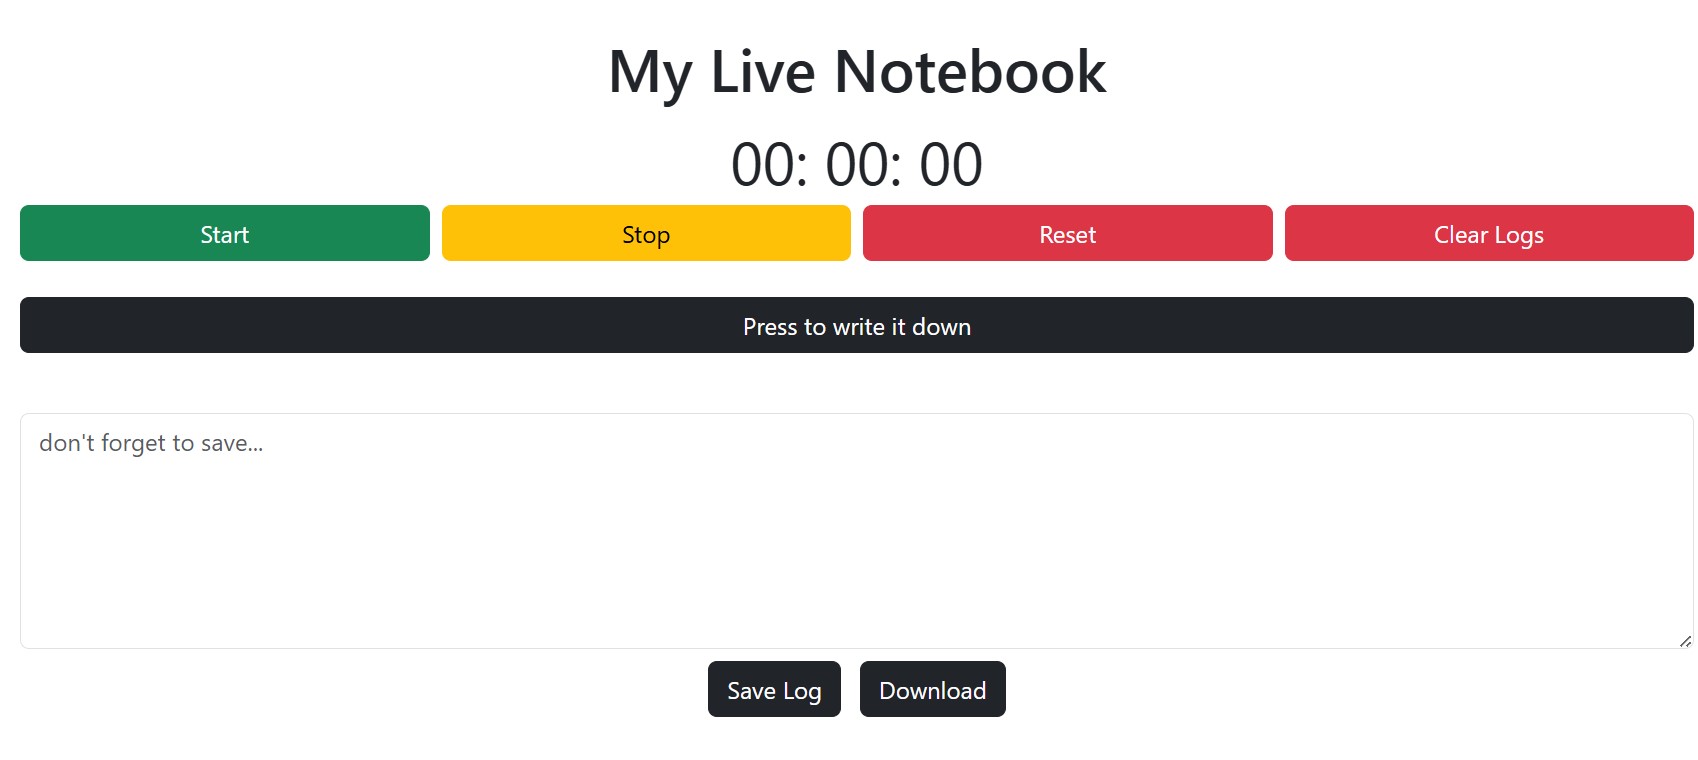 My Live Notebook
00: 00: 00
Start Stop Reset Clear Logs
Press to write it down
don't forget to save...
Save Log Download